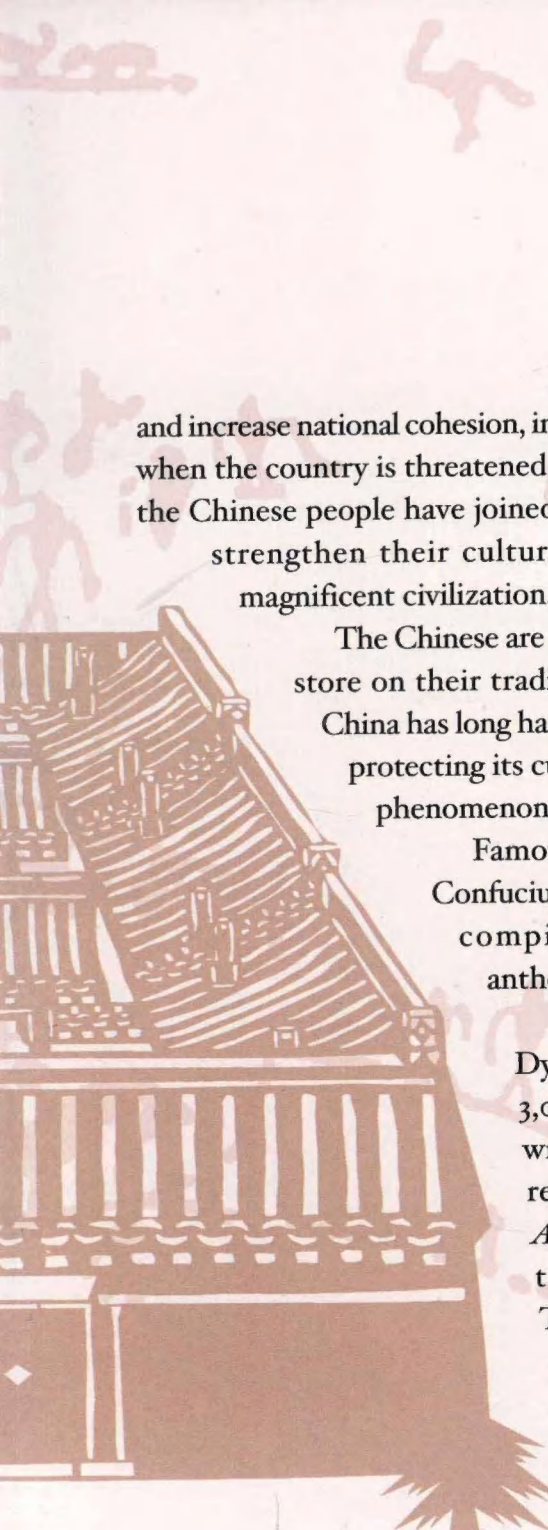 and increase national cohesion, in
when the country is threatened
the Chinese people have joined
strengthen their cultur
magnificent civilization.
The Chinese are
store on their tradi
China has long ha
protecting its cu
phenomenon
Famo
Confuciu
compi
antho
Dy
3,0
wr
re
A
t
T